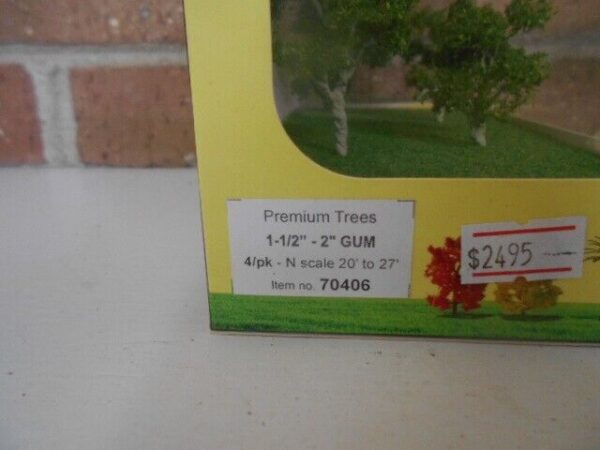 Premium Trees
1-1/2" - 2" GUM
4/pk - N scale 20' to 27'
Item no. 70406
$2495